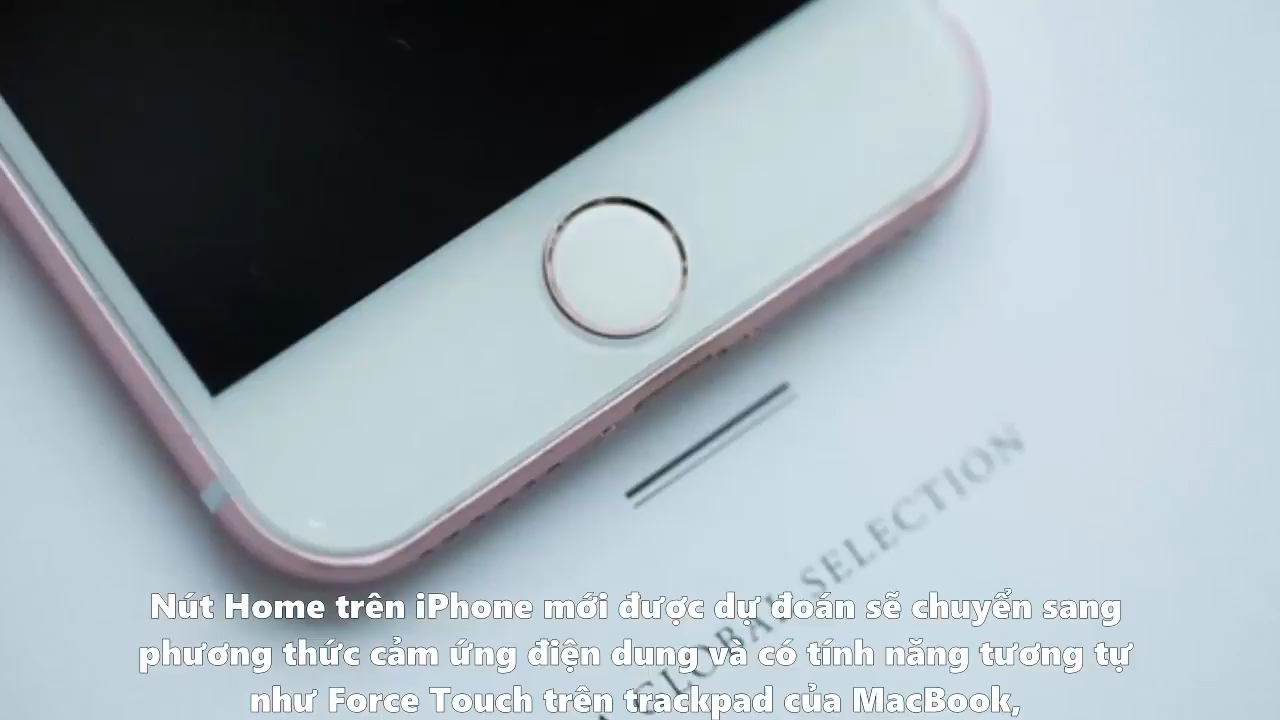 GLOBAL SELECTION
Nút Home trên iPhone mới được dự đoán sẽ chuyển sang
phương thức cảm ứng điện dung và có tính năng tương tự
như Force Touch trên trackpad của MacBook,